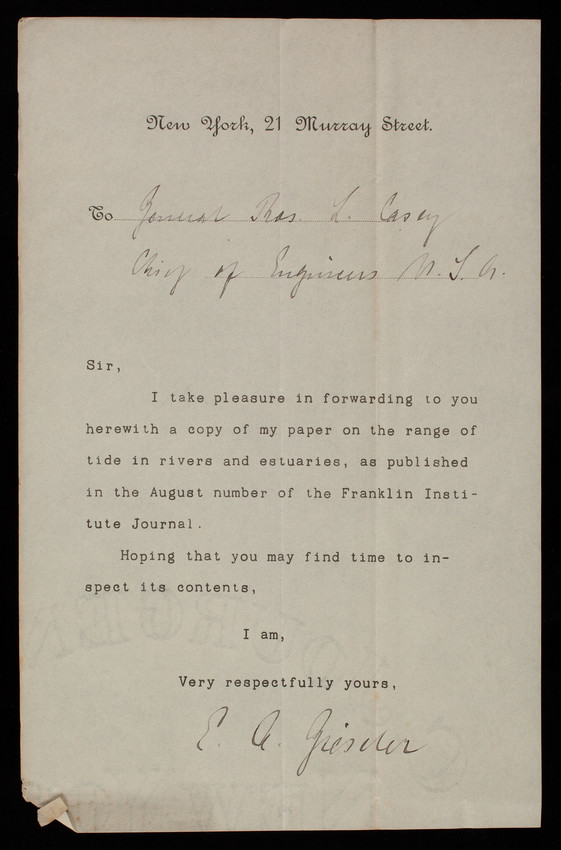 New York, 21 Murray Street.
To General Thos. L. Casey
Chief of Engineers U.S.A.
Sir,
I take pleasure in forwarding to you
herewith a copy of my paper on the range of
tide in rivers and estuaries, as published
in the August number of the Franklin Insti-
tute Journal.
Hoping that you may find time to in-
spect its contents,
I am,
Very respectfully yours,
E. A. Gieseler